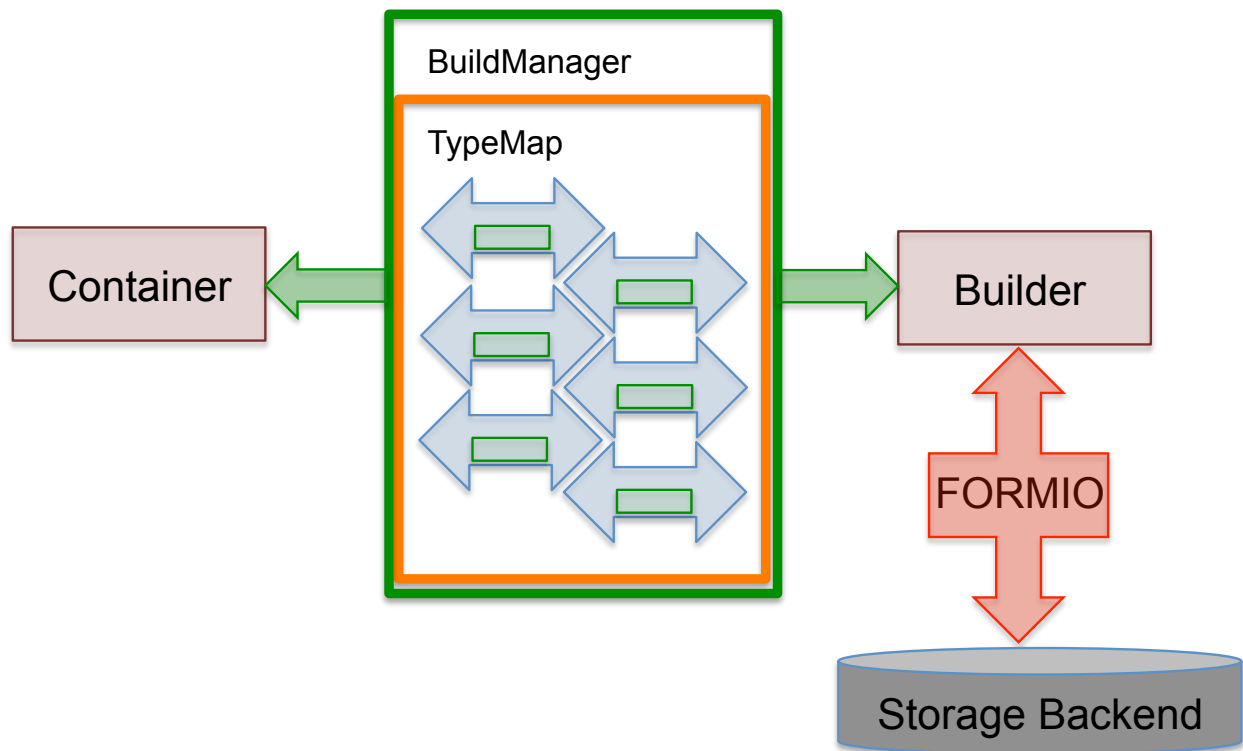 BuildManager
TypeMap
Container
Builder
FORMIO
Storage Backend